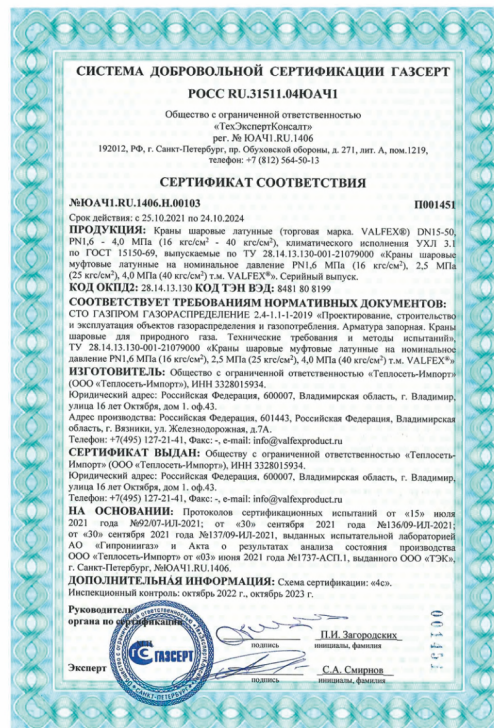 СИСТЕМА ДОБРОВОЛЬНОЙ СЕРТИФИКАЦИИ ГАЗСЕРТ
РОСС RU.31511.04ЮАЧ1
Общество с ограниченной ответственностью
«ТехЭкспертКонсалт»
рег. № ЮАЧ1.RU.1406
192012, РФ, г. Санкт-Петербург, пр. Обуховской обороны, д. 271, лит. А, пом.1219,
телефон: +7 (812) 564-50-13
СЕРТИФИКАТ СООТВЕТСТВИЯ
№ЮАЧ1.RU.1406.Н.00103 П001451
Срок действия: с 25.10.2021 по 24.10.2024
ПРОДУКЦИЯ: Краны шаровые латунные (торговая марка. VALFEX®) DN15-50,
PN1,6 - 4,0 МПа (16 кгс/см² - 40 кгс/см²), климатического исполнения УХЛ 3.1
по ГОСТ 15150-69, выпускаемые по ТУ 28.14.13.130-001-21079000 «Краны шаровые
муфтовые латунные на номинальное давление PN1,6 МПа (16 кгс/см²), 2,5 МПа
(25 кгс/см²), 4,0 МПа (40 кгс/см²) т.м. VALFEX®». Серийный выпуск.
КОД ОКПД2: 28.14.13.130 КОД ТЭН ВЭД: 8481 80 8199
СООТВЕТСТВУЕТ ТРЕБОВАНИЯМ НОРМАТИВНЫХ ДОКУМЕНТОВ:
СТО ГАЗПРОМ ГАЗОРАСПРЕДЕЛЕНИЕ 2.4-1.1-1-2019 «Проектирование, строительство
и эксплуатация объектов газораспределения и газопотребления. Арматура запорная. Краны
шаровые для природного газа. Технические требования и методы испытаний»,
ТУ 28.14.13.130-001-21079000 «Краны шаровые муфтовые латунные на номинальное
давление PN1,6 МПа (16 кгс/см²), 2,5 МПа (25 кгс/см²), 4,0 МПа (40 кгс/см²) т.м. VALFEX®»
ИЗГОТОВИТЕЛЬ: Общество с ограниченной ответственностью «Теплосеть-Импорт»
(ООО «Теплосеть-Импорт»), ИНН 3328015934.
Юридический адрес: Российская Федерация, 600007, Владимирская область, г. Владимир,
улица 16 лет Октября, дом 1. оф.43.
Адрес производства: Российская Федерация, 601443, Российская Федерация, Владимирская
область, г. Вязники, ул. Железнодорожная, д.7А.
Телефон: +7(495) 127-21-41, Факс: -, e-mail: info@valfexproduct.ru
СЕРТИФИКАТ ВЫДАН: Обществу с ограниченной ответственностью «Теплосеть-
Импорт» (ООО «Теплосеть-Импорт»), ИНН 3328015934.
Юридический адрес: Российская Федерация, 600007, Владимирская область, г. Владимир,
улица 16 лет Октября, дом 1. оф.43.
Телефон: +7(495) 127-21-41, Факс: -, e-mail: info@valfexproduct.ru
НА ОСНОВАНИИ: Протоколов сертификационных испытаний от «15» июля
2021 года №92/07-ИЛ-2021; от «30» сентября 2021 года №136/09-ИЛ-2021;
от «30» сентября 2021 года №137/09-ИЛ-2021, выданных испытательной лабораторией
АО «Гипрониигаз» и Акта о результатах анализа состояния производства
ООО «Теплосеть-Импорт» от «03» июня 2021 года №1737-АСП.1, выданного ООО «ТЭК»,
г. Санкт-Петербург, №ЮАЧ1.RU.1406.
ДОПОЛНИТЕЛЬНАЯ ИНФОРМАЦИЯ: Схема сертификации: «4с».
Инспекционный контроль: октябрь 2022 г., октябрь 2023 г.
Руководитель
органа по сертификации
подпись
П.И. Загородских
инициалы, фамилия
ГАЗСЕРТ
Эксперт
подпись
С.А. Смирнов
инициалы, фамилия
САНКТ-ПЕТЕРБУРГ
001451